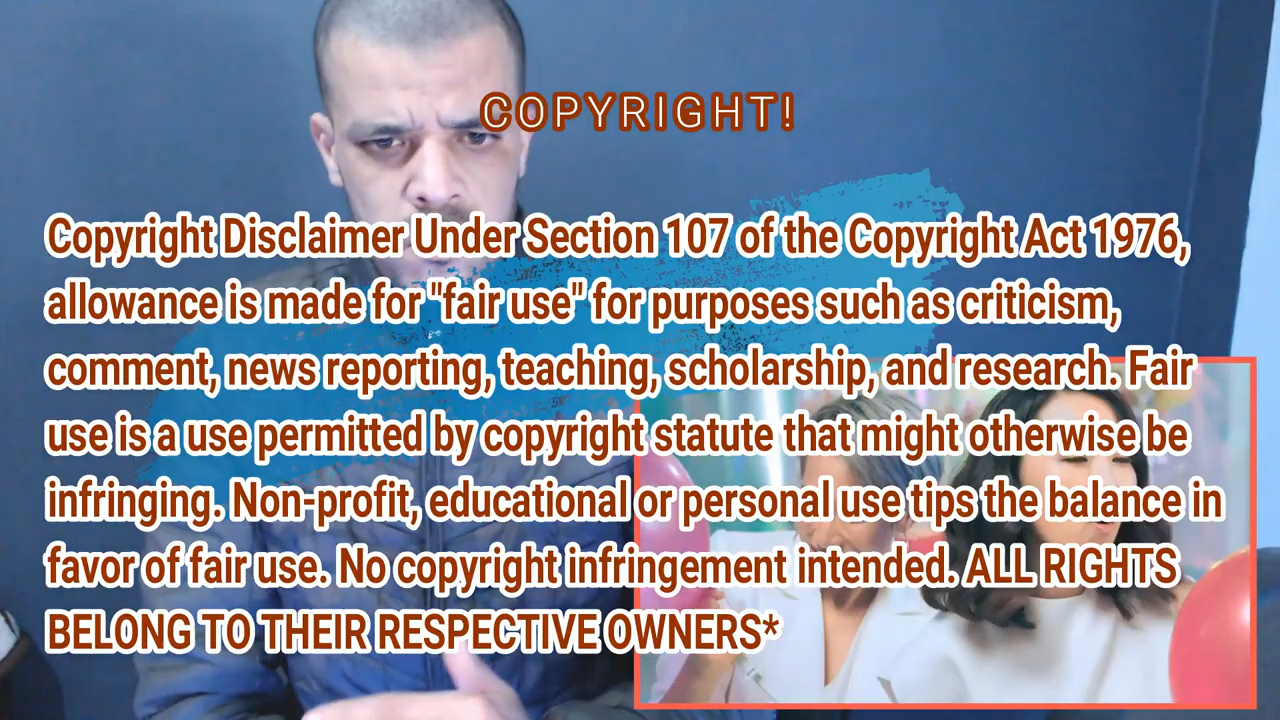 COPYRIGHT!
Copyright Disclaimer Under Section 107 of the Copyright Act 1976,
allowance is made for "fair use" for purposes such as criticism,
comment, news reporting, teaching, scholarship, and research. Fair
use is a use permitted by copyright statute that might otherwise be
infringing. Non-profit, educational or personal use tips the balance in
favor of fair use. No copyright infringement intended. ALL RIGHTS
BELONG TO THEIR RESPECTIVE OWNERS*